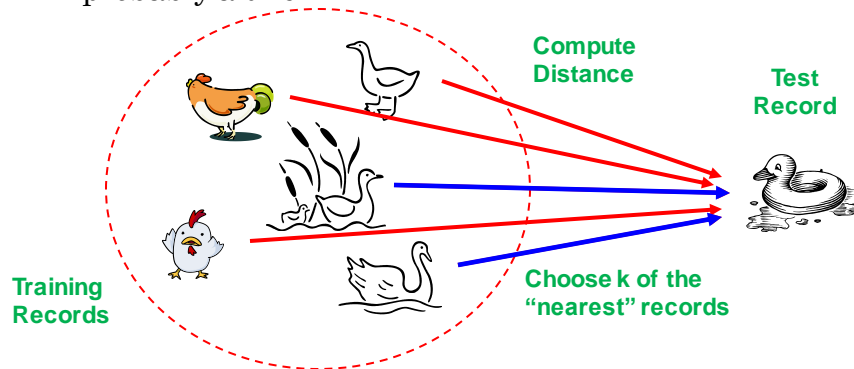 Compute
Distance
Test
Record
Training
Records
Choose k of the
“nearest” records